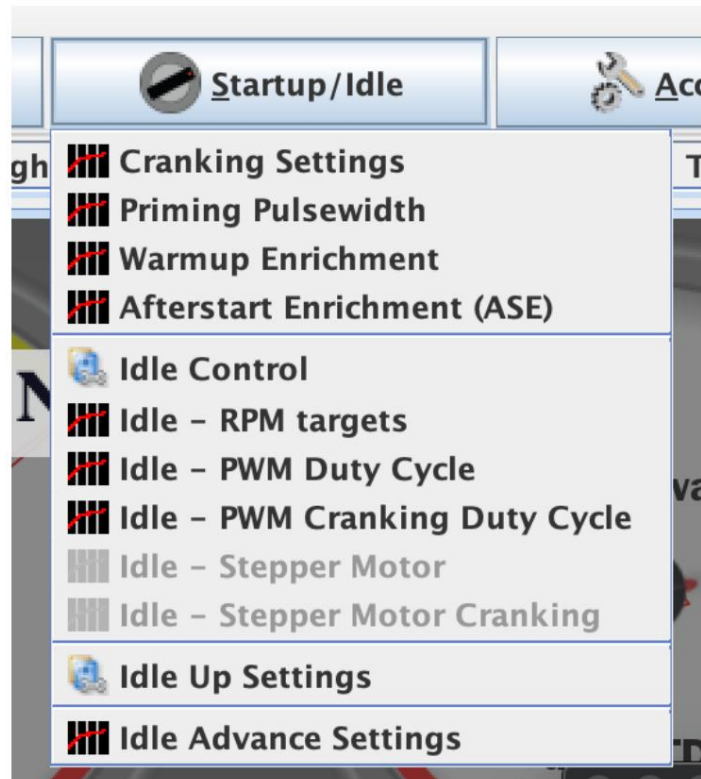 Startup/Idle
Acc
gh
T
Cranking Settings
Priming Pulsewidth
Warmup Enrichment
Afterstart Enrichment (ASE)
Idle Control
N
Idle – RPM targets
Idle – PWM Duty Cycle
Idle – PWM Cranking Duty Cycle
Idle – Stepper Motor
Idle – Stepper Motor Cranking
Idle Up Settings
Idle Advance Settings